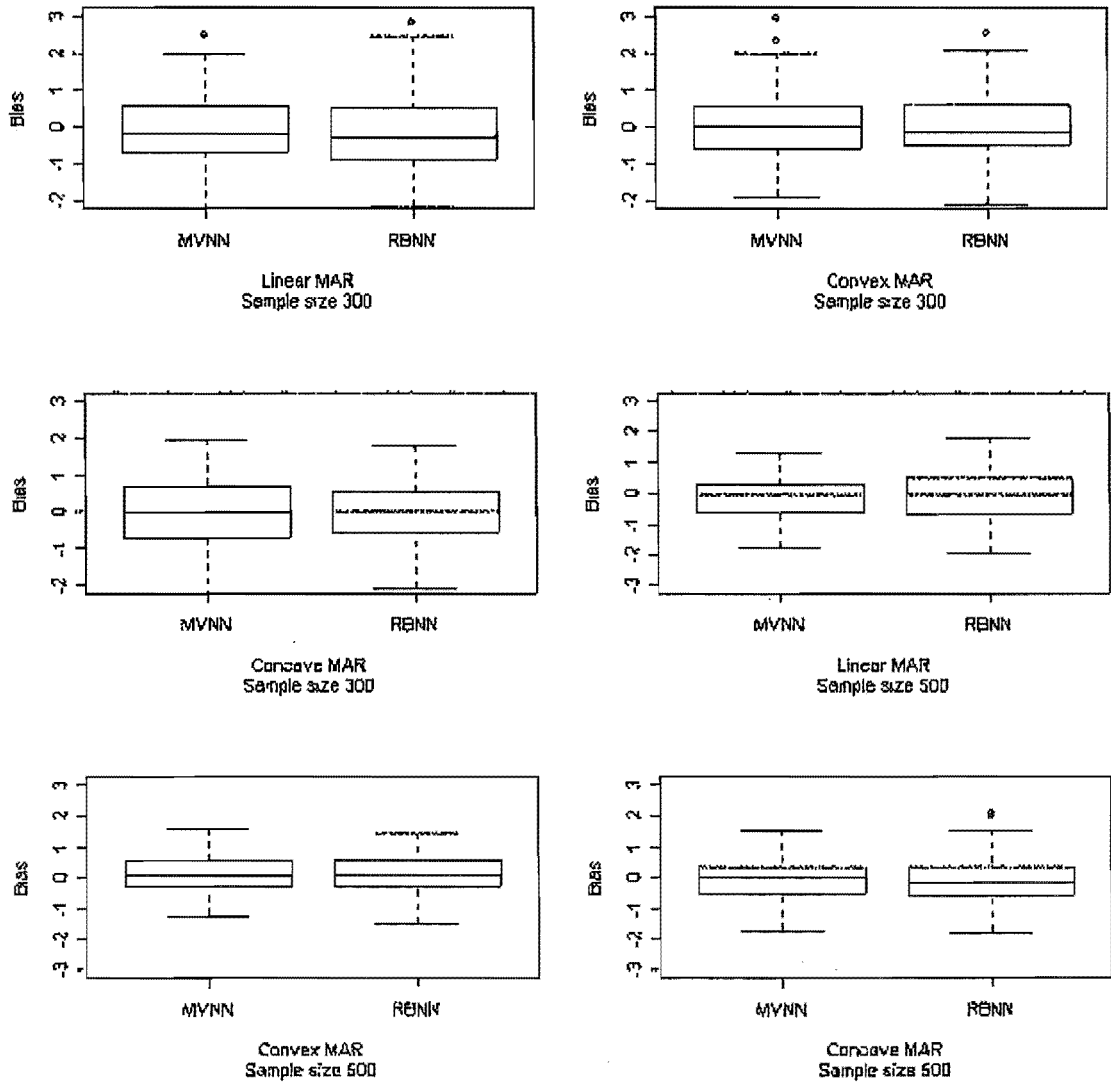 Bias
3
2
1
0
-1
-2
MVNN
RBNN
Linear MAR
Sample size 300
Bias
3
2
1
0
-1
-2
MVNN
RBNN
Convex MAR
Sample size 300
Bias
3
2
1
0
-1
-2
MVNN
RBNN
Concave MAR
Sample size 300
Bias
3
2
1
0
-1
-2
-3
MVNN
RBNN
Linear MAR
Sample size 500
Bias
3
2
1
0
-1
-2
-3
MVNN
RBNN
Convex MAR
Sample size 500
Bias
3
2
1
0
-1
-2
-3
MVNN
RBNN
Concave MAR
Sample size 500